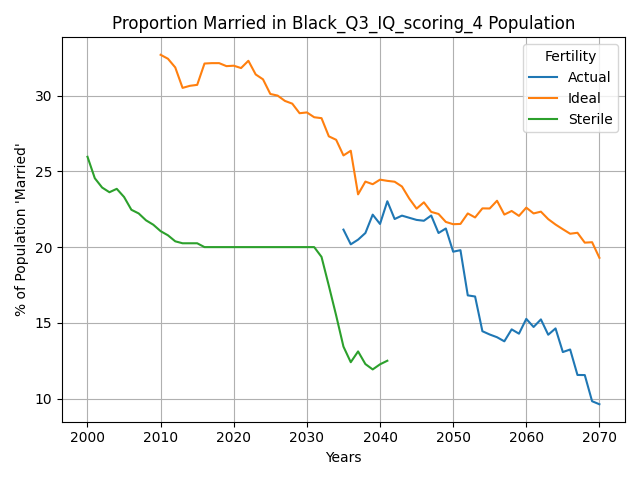 Proportion Married in Black_Q3_IQ_scoring_4 Population
% of Population 'Married'
30
25
20
15
10
Fertility
Actual
Ideal
Sterile
2000 2010 2020 2030 2040 2050 2060 2070
Years